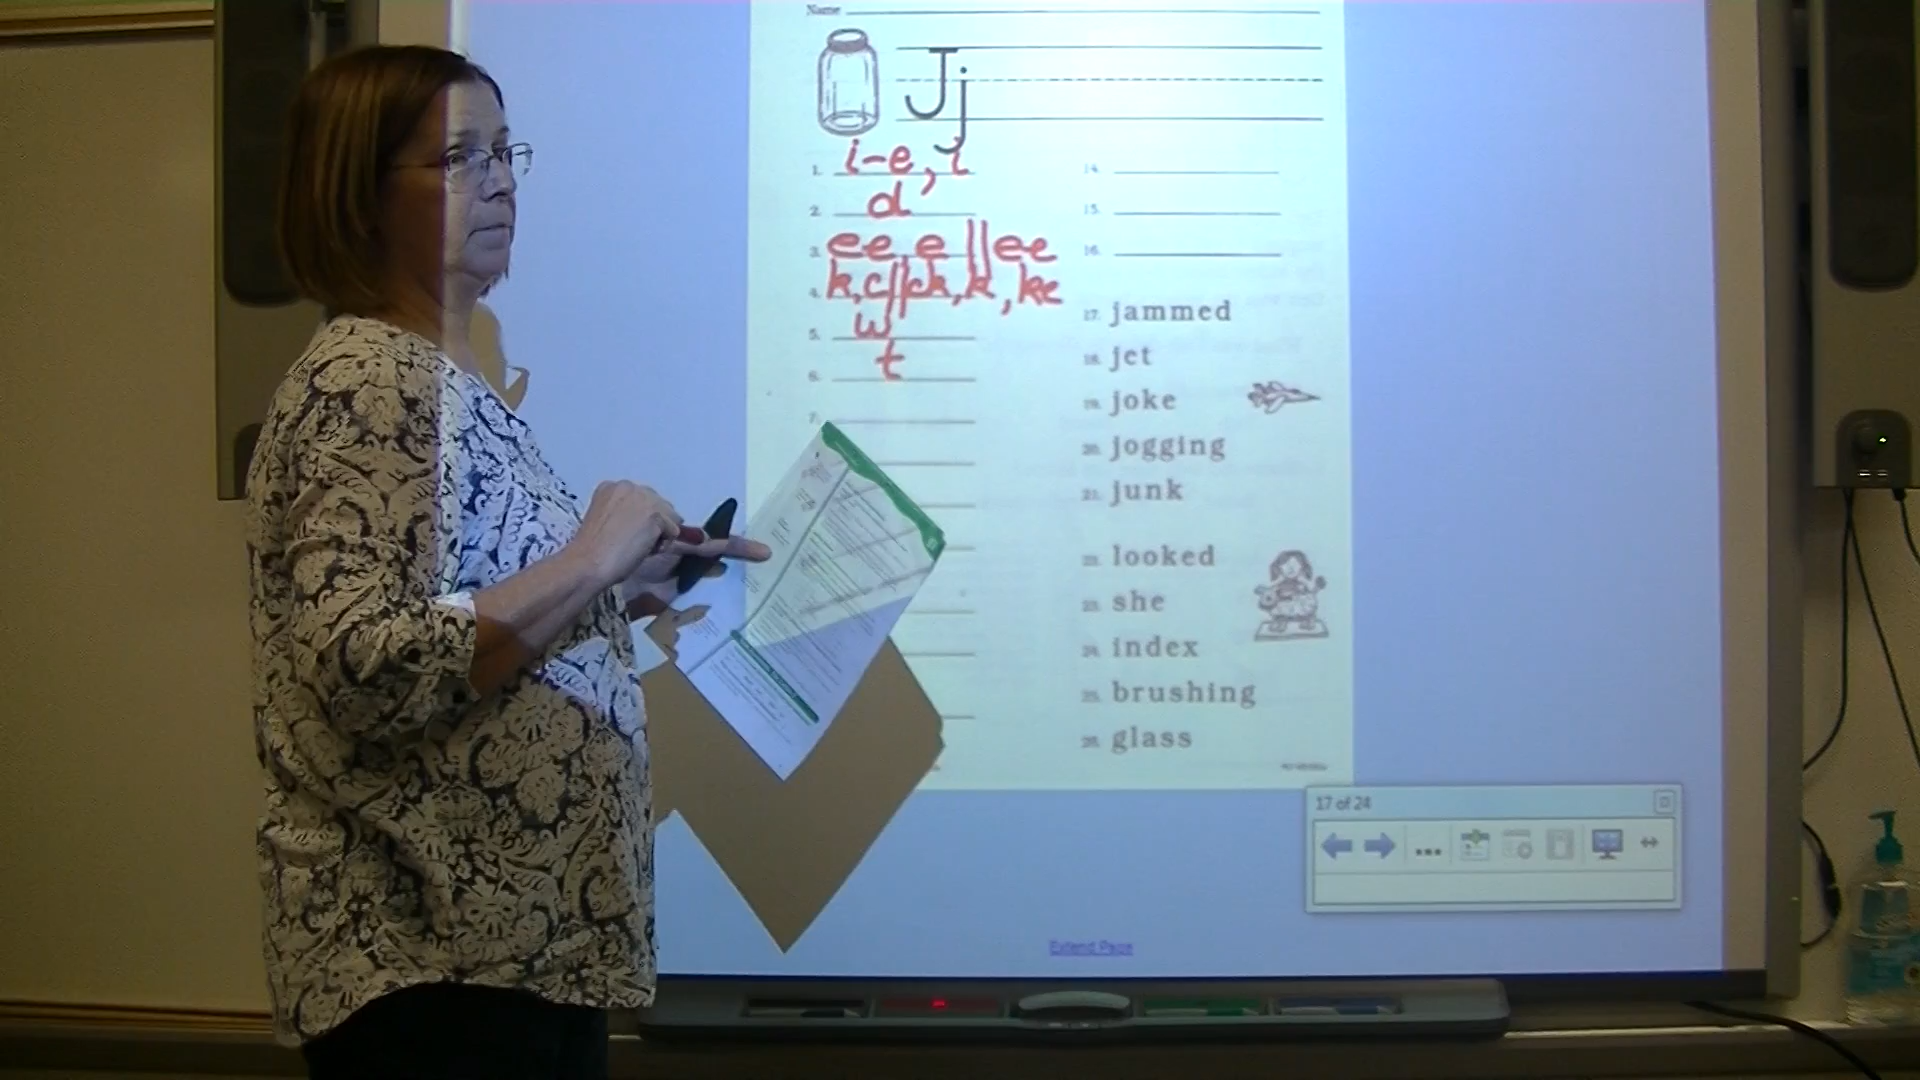 Name
Jj
1. i-e, i
2. d
3. ee, e || ee
4. k, c || ck, k, ke
5. w
6. t
7.
14.
15.
16.
17. jammed
18. jet
19. joke
20. jogging
21. junk
22. looked
23. she
24. index
25. brushing
26. glass
17 of 24
Extend Page